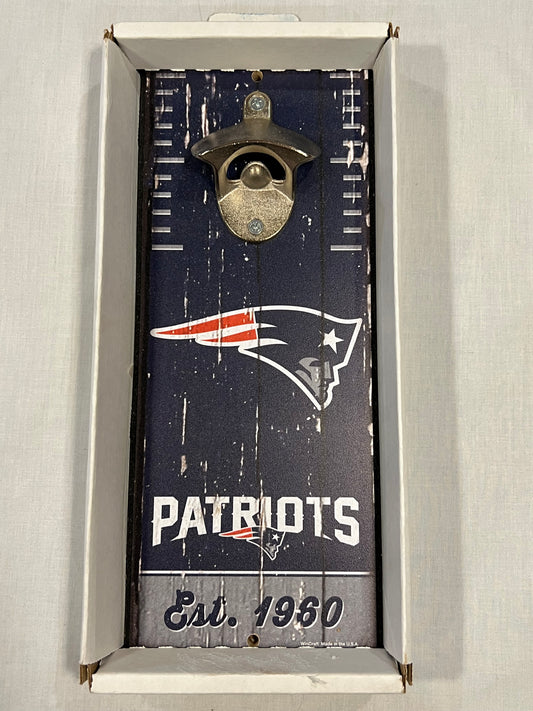 PATRIOTS
Est. 1960
WinCraft Made in the U.S.A.